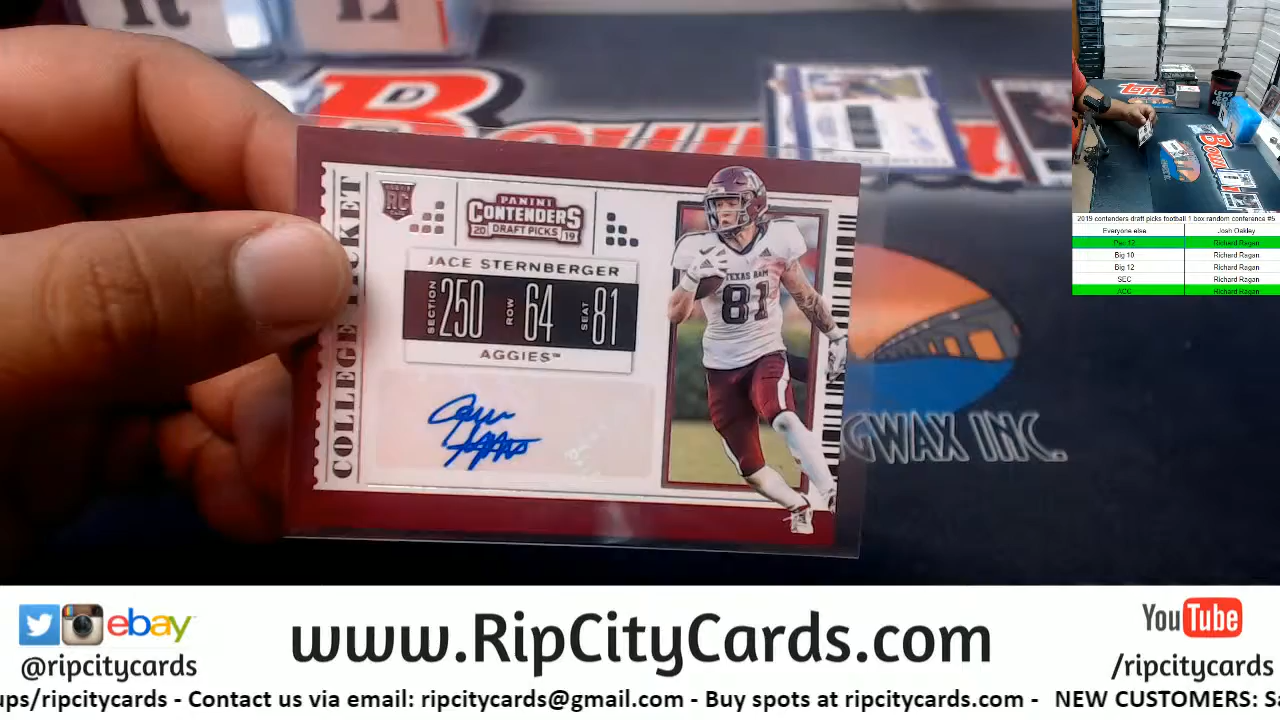 COLLEGE TICKET
RC
PANINI
CONTENDERS
20 DRAFT PICKS 19
JACE STERNBERGER
SECTION 250 ROW 64 SEAT 81
AGGIES™
TEXAS A&M
81
GWAX INC.
2019 contenders draft picks football 1 box random conference #5
Everyone else Josh Oakley
Pac 12 Richard Ragan
Big 10 Richard Ragan
Big 12 Richard Ragan
SEC Richard Ragan
ACC Richard Ragan
ebay
@ripcitycards
www.RipCityCards.com
YouTube
/ripcitycards
ups/ripcitycards - Contact us via email: ripcitycards@gmail.com - Buy spots at ripcitycards.com - NEW CUSTOMERS: Sa